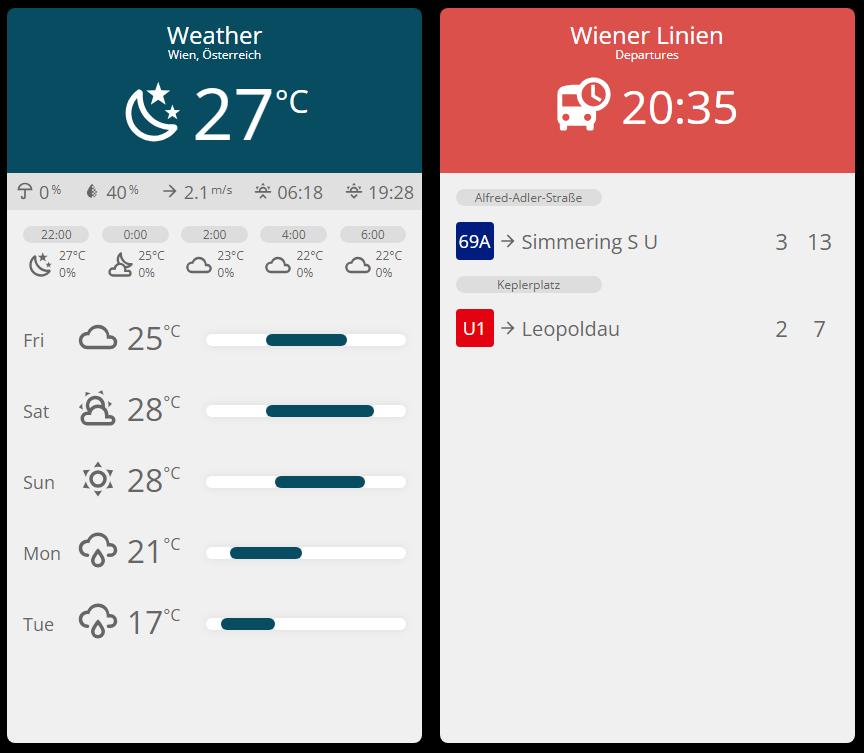 Weather
Wien, Österreich
27°C
0% 40% 2.1 m/s 06:18 19:28
22:00 0:00 2:00 4:00 6:00
27°C 25°C 23°C 22°C 22°C
0% 0% 0% 0% 0%
Fri 25°C
Sat 28°C
Sun 28°C
Mon 21°C
Tue 17°C
Wiener Linien
Departures
20:35
Alfred-Adler-Straße
69A → Simmering S U 3 13
Keplerplatz
U1 → Leopoldau 2 7